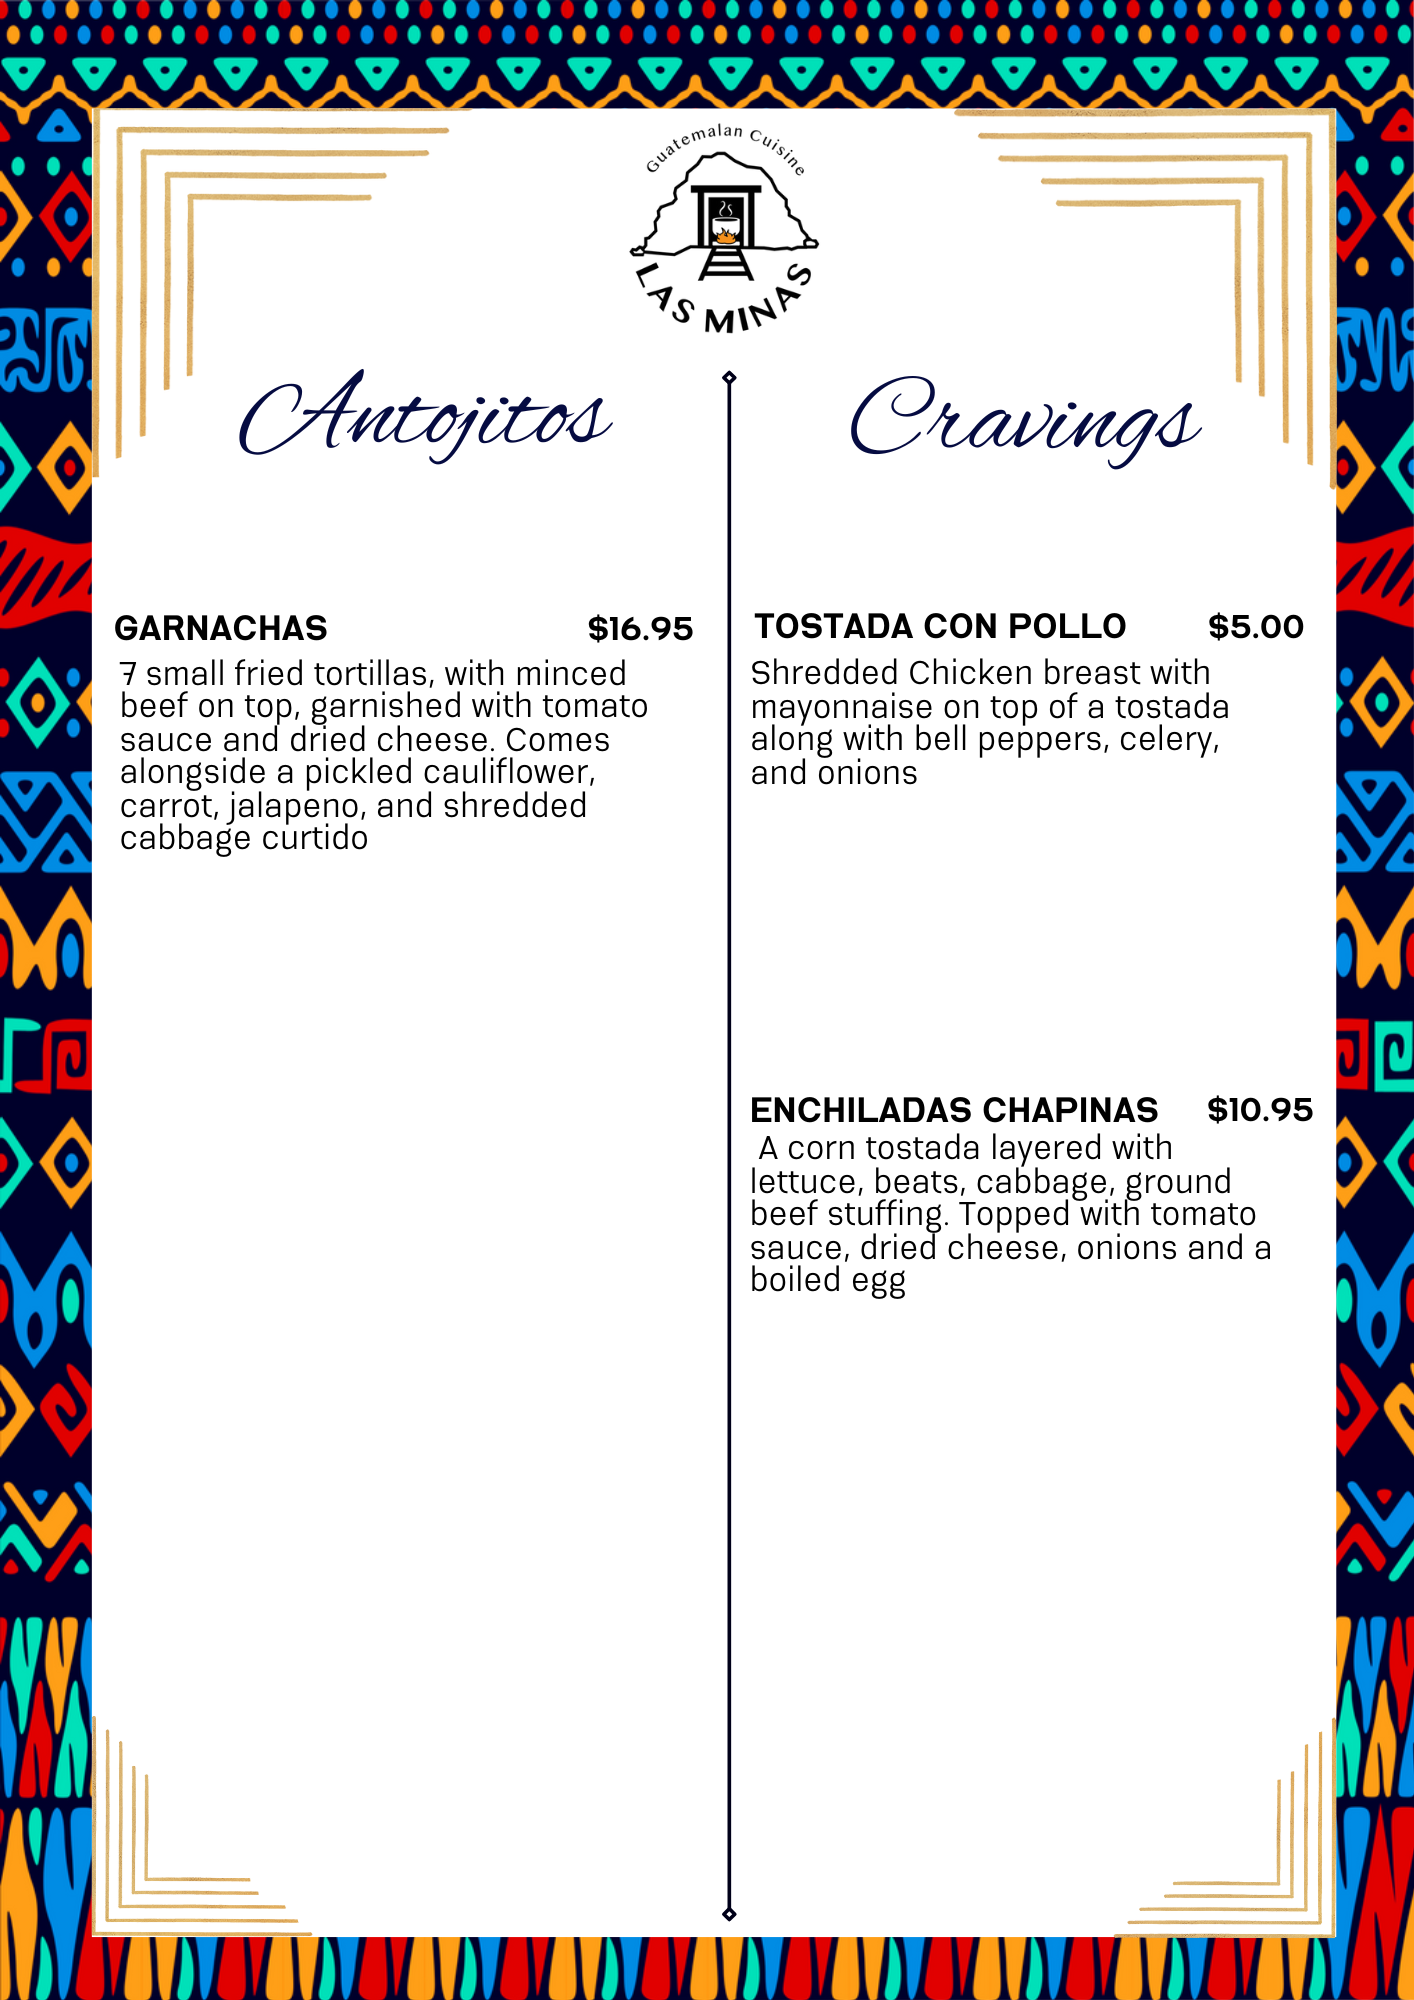 Guatemalan Cuisine
LAS MINAS
Antojitos
GARNACHAS $16.95
7 small fried tortillas, with minced
beef on top, garnished with tomato
sauce and dried cheese. Comes
alongside a pickled cauliflower,
carrot, jalapeno, and shredded
cabbage curtido
Cravings
TOSTADA CON POLLO $5.00
Shredded Chicken breast with
mayonnaise on top of a tostada
along with bell peppers, celery,
and onions
ENCHILADAS CHAPINAS $10.95
A corn tostada layered with
lettuce, beats, cabbage, ground
beef stuffing. Topped with tomato
sauce, dried cheese, onions and a
boiled egg